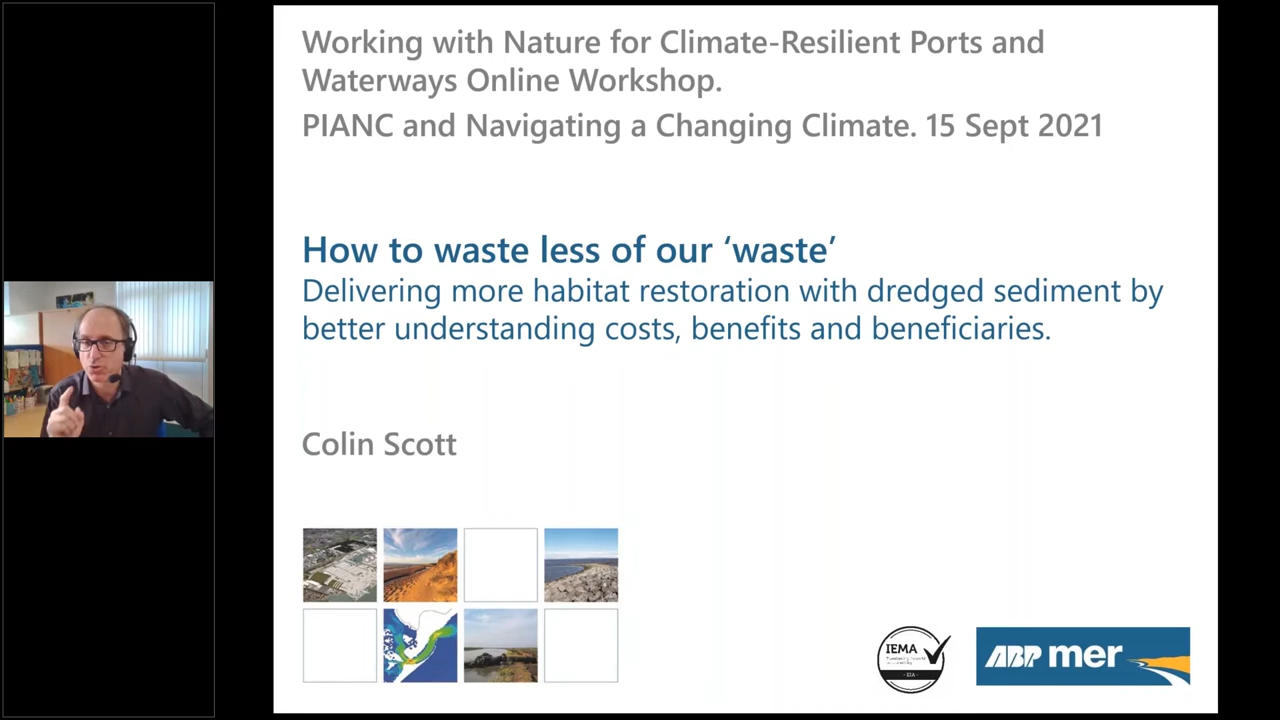 Working with Nature for Climate-Resilient Ports and
Waterways Online Workshop.
PIANC and Navigating a Changing Climate. 15 Sept 2021
How to waste less of our ‘waste’
Delivering more habitat restoration with dredged sediment by
better understanding costs, benefits and beneficiaries.
Colin Scott
IEMA
· EIA ·
ABP mer